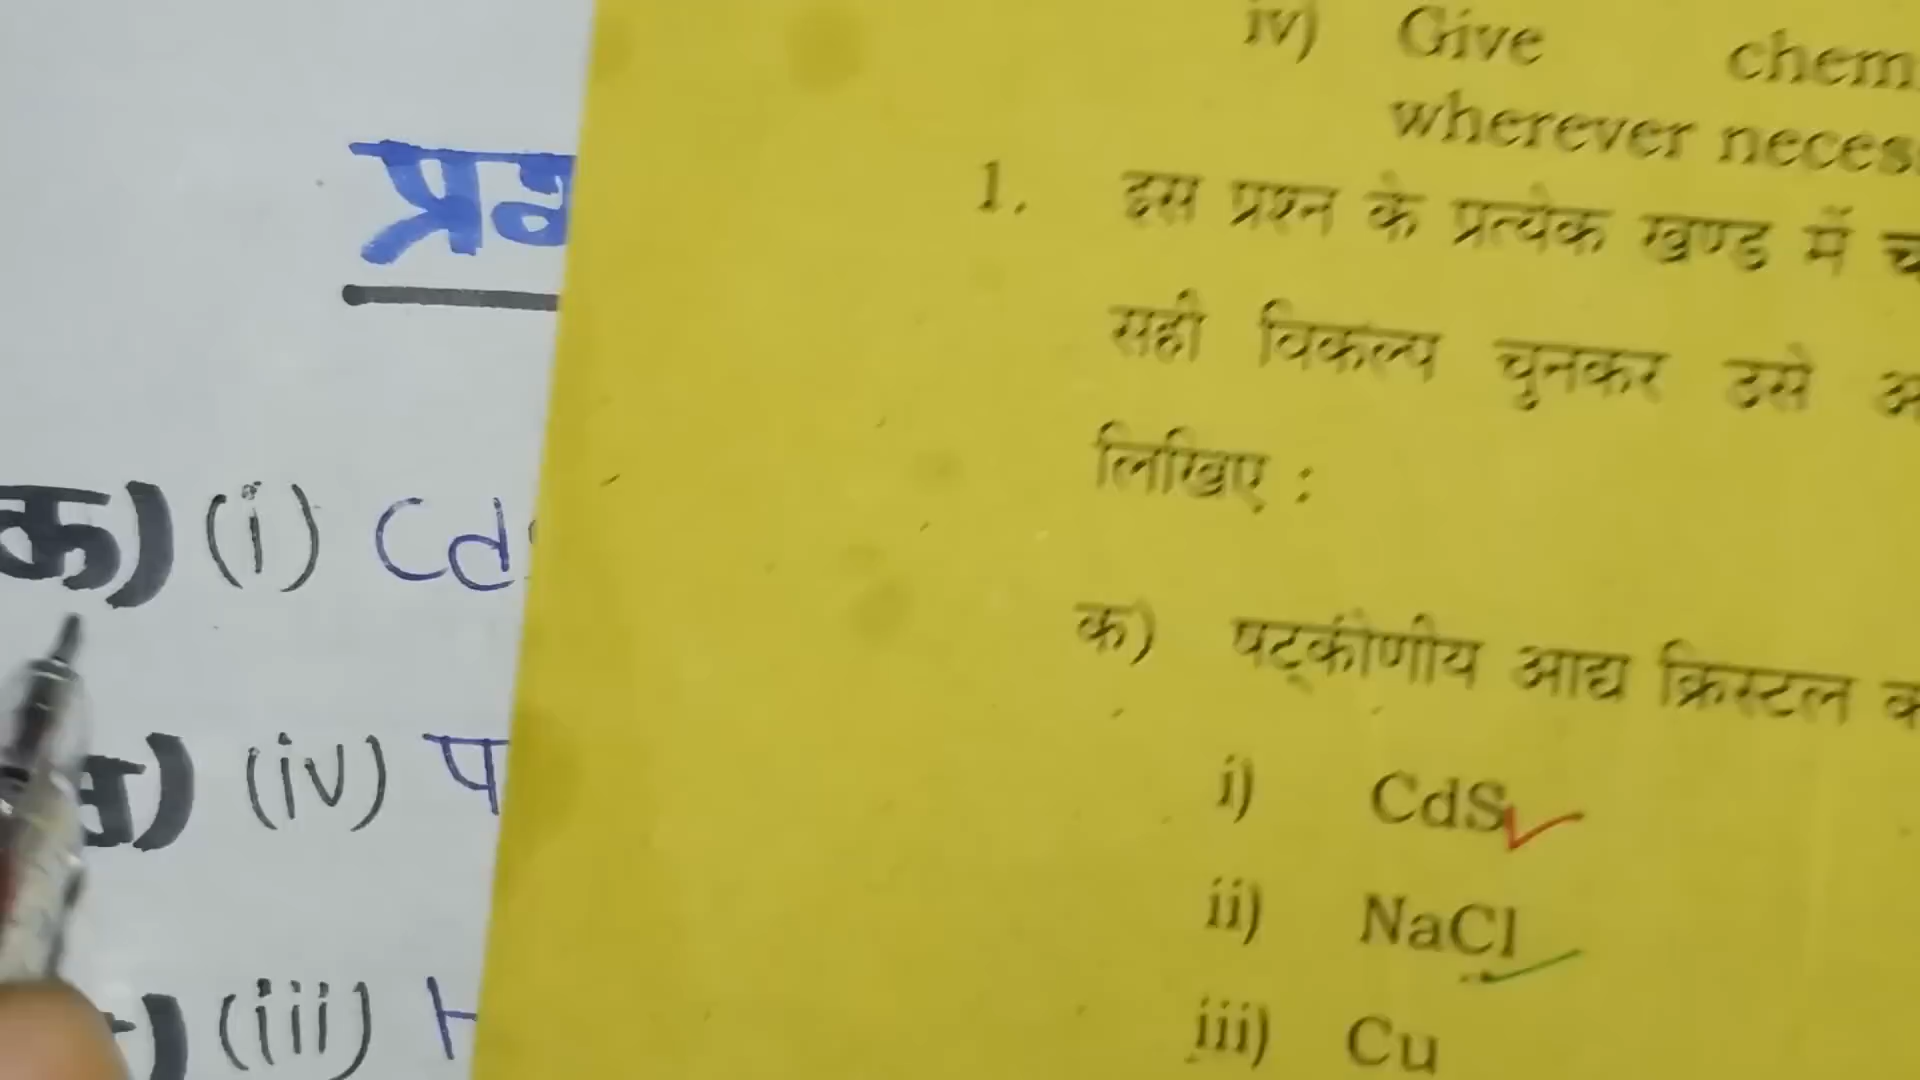 प्रश्न
क) (i) Cd
(iv) प
(iii) H
iv) Give chem
wherever neces
1. इस प्रश्न के प्रत्येक खण्ड में च
सही विकल्प चुनकर उसे अ
लिखिए :
क) षट्कोणीय आद्य क्रिस्टल क
i) CdS
ii) NaCl
iii) Cu